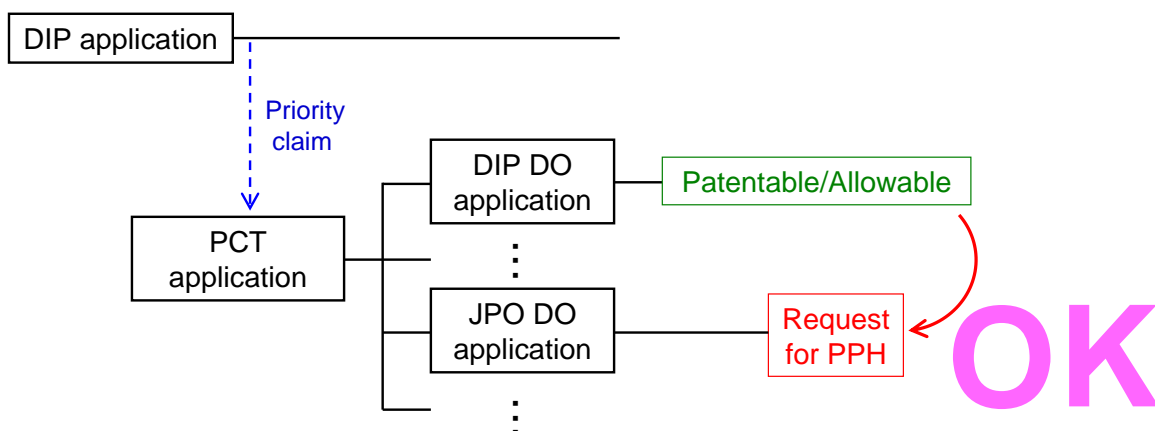 DIP application
Priority
claim
DIP DO
application
Patentable/Allowable
PCT
application
JPO DO
application
Request
for PPH
OK